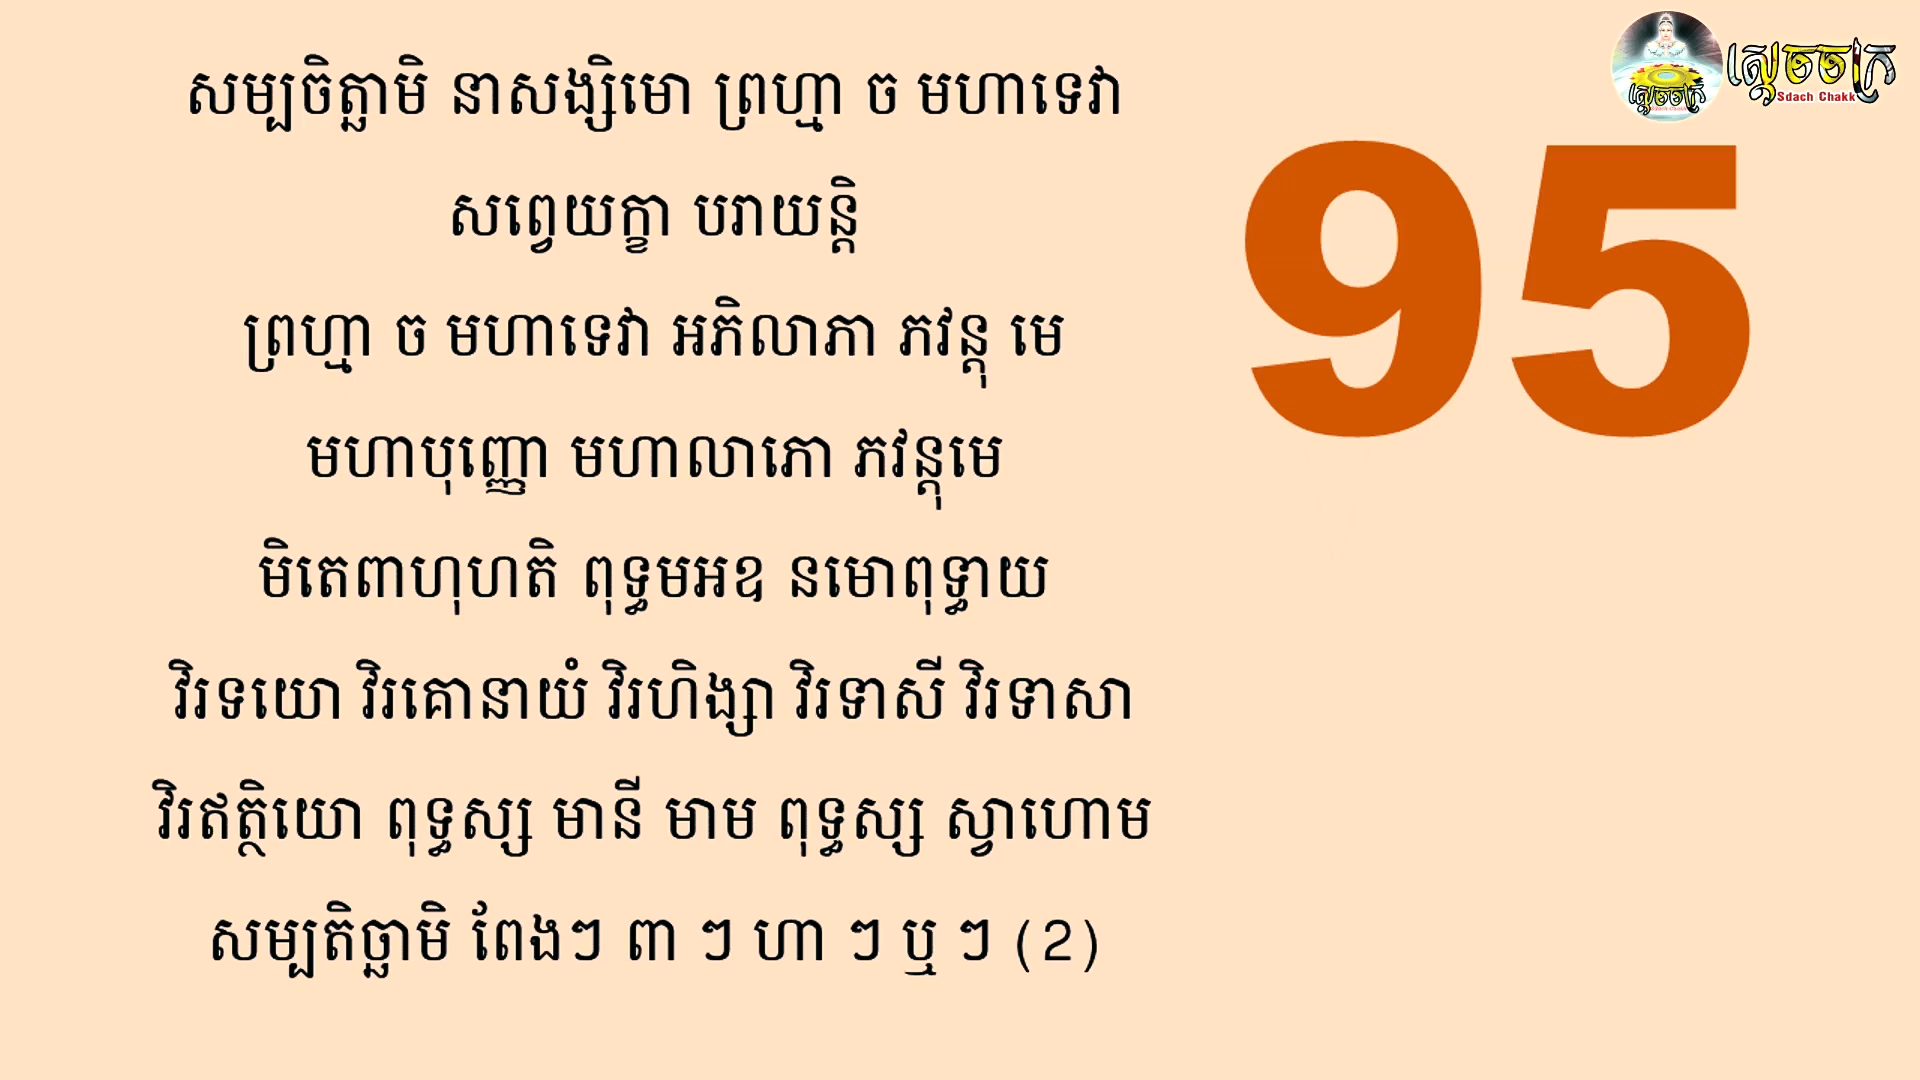 សម្បចិត្ឆាមិ នាសង្សិមោ ព្រហ្មា ច មហាទេវា
សព្វេយក្ខា បរាយន្តិ
ព្រហ្មា ច មហាទេវា អភិលាភា ភវន្តុ មេ
មហាបុញ្ញោ មហាលាភោ ភវន្តុមេ
មិតេពាហុហតិ ពុទ្ធមអឧ នមោពុទ្ធាយ
វិរទយោ វិរគោនាយំ វិរហិង្សា វិរទាសី វិរទាសា
វិរឥត្ថិយោ ពុទ្ធស្ស មានី មាម ពុទ្ធស្ស ស្វាហោម
សម្បតិច្ឆាមិ ពែងៗ ពា ៗ ហា ៗ ឬ ៗ (2)
95
ស្តេចចក្រ
ស្តេចចក្រ
Sdach Chakk